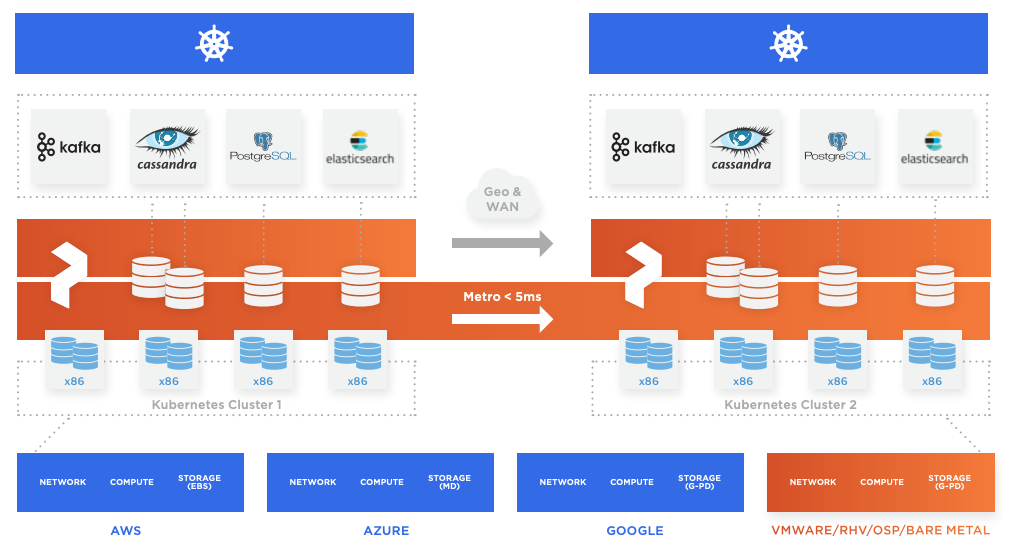 kafka
cassandra
PostgreSQL
elasticsearch
kafka
cassandra
PostgreSQL
elasticsearch
Geo &
WAN
Metro < 5ms
x86
x86
x86
x86
x86
x86
x86
x86
Kubernetes Cluster 1
Kubernetes Cluster 2
NETWORK
COMPUTE
STORAGE
(EBS)
NETWORK
COMPUTE
STORAGE
(MD)
NETWORK
COMPUTE
STORAGE
(G-PD)
NETWORK
COMPUTE
STORAGE
(G-PD)
AWS
AZURE
GOOGLE
VMWARE/RHV/OSP/BARE METAL